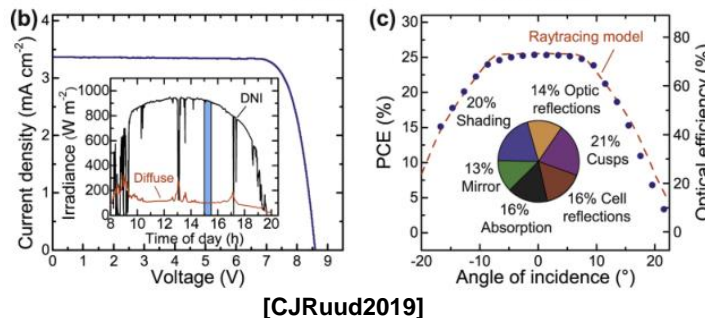 (b)
Current density (mA cm-2)
4
3
2
1
0
0 1 2 3 4 5 6 7 8 9
Voltage (V)
Irradiance (W m-2)
1000
800
600
400
200
0
DNI
Diffuse
8 10 12 14 16 18 20
Time of day (h)
(c)
PCE (%)
30
25
20
15
10
5
0
Raytracing model
14% Optic
reflections
20%
Shading
21%
Cusps
13%
Mirror
16%
Absorption
16% Cell
reflections
-20 -10 0 10 20
Angle of incidence (°)
80
60
40
20
0
Optical efficiency (%)
[CJRuud2019]